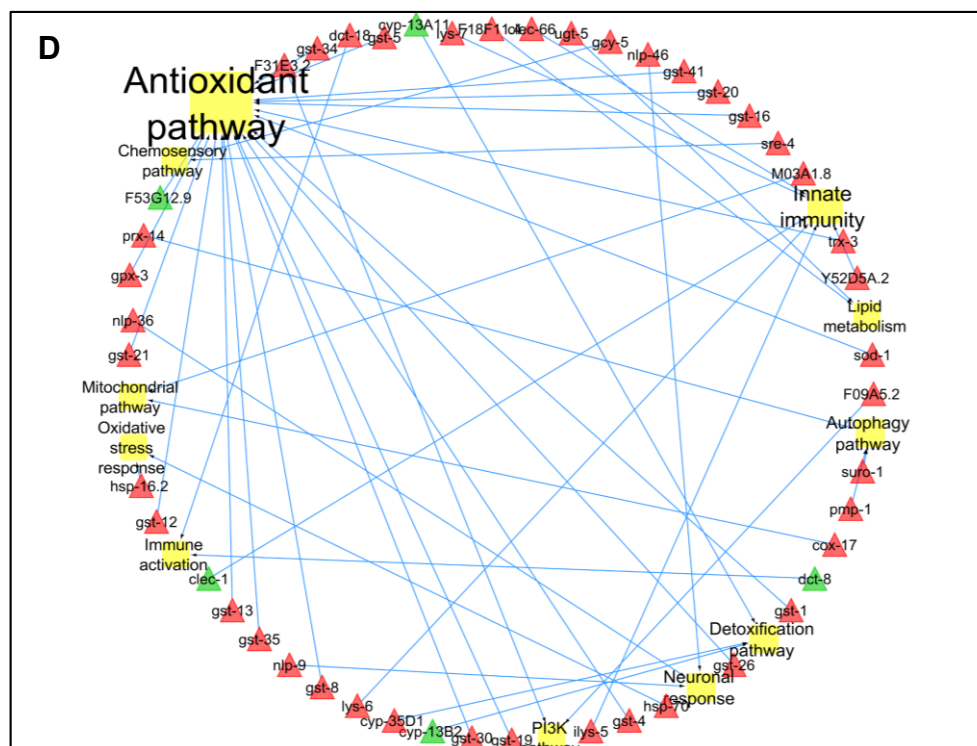 D
cyp-13A11
dct-18
gst-5
lys-7
F18F11.4
clec-66
ugt-5
gcy-5
nlp-46
gst-34
F31E3.2
gst-41
gst-20
gst-16
sre-4
M03A1.8
Antioxidant
pathway
Chemosensory
pathway
F53G12.9
prx-14
gpx-3
nlp-36
gst-21
Mitochondrial
pathway
Oxidative
stress
response
hsp-16.2
gst-12
Immune
activation
clec-1
gst-13
gst-35
nlp-9
gst-8
lys-6
cyp-35D1
cyp-13B2
gst-30
gst-19
PI3K
ilys-5
gst-4
hsp-70
Neuronal
response
gst-26
Detoxification
pathway
gst-1
dct-8
cox-17
pmp-1
suro-1
Autophagy
pathway
F09A5.2
sod-1
Lipid
metabolism
Y52D5A.2
trx-3
Innate
immunity